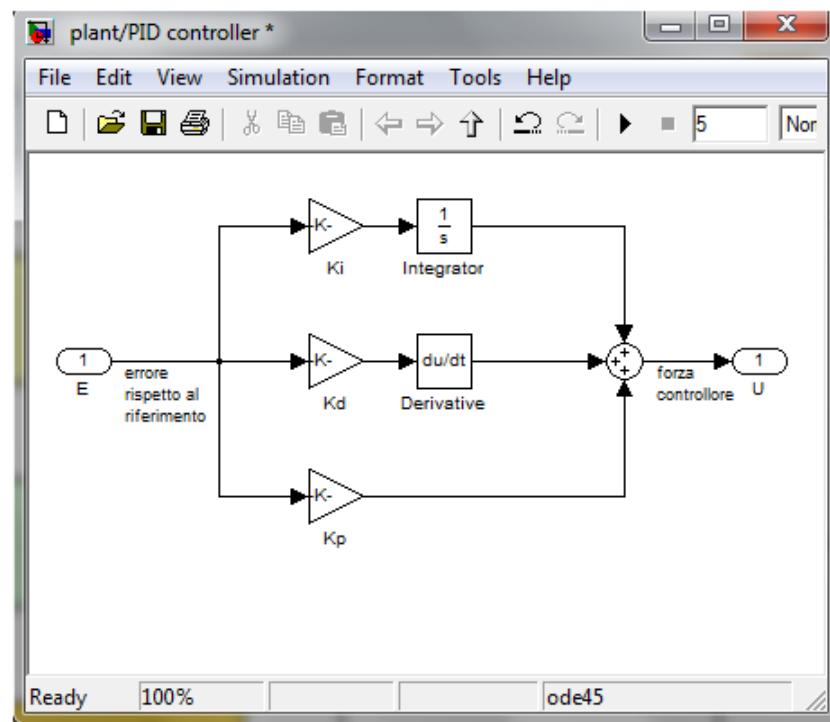 plant/PID controller *
File Edit View Simulation Format Tools Help
5 Nor
K-
Ki
1
s
Integrator
1
E
errore
rispetto al
riferimento
K-
Kd
du/dt
Derivative
+
+
+
forza
controllore
1
U
K-
Kp
Ready 100% ode45